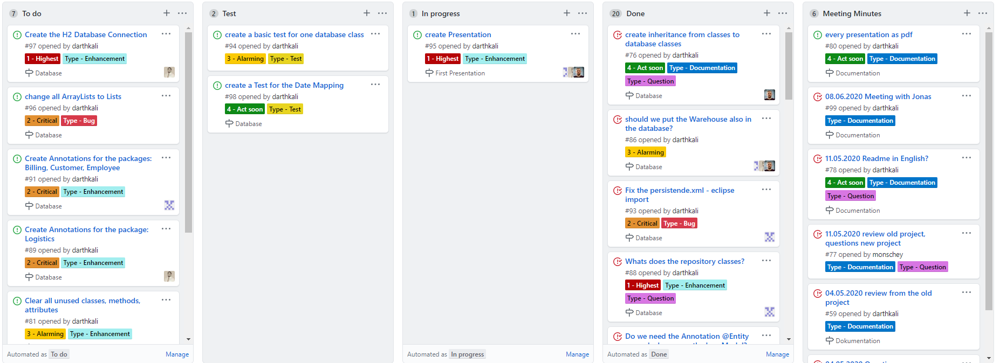 7 To do
Create the H2 Database Connection
#97 opened by darthkali
1 - Highest Type - Enhancement
Database
change all ArrayLists to Lists
#96 opened by darthkali
2 - Critical Type - Bug
Database
Create Annotations for the packages:
Billing, Customer, Employee
#91 opened by darthkali
2 - Critical Type - Enhancement
Database
Create Annotations for the package:
Logistics
#89 opened by darthkali
2 - Critical Type - Enhancement
Database
Clear all unused classes, methods,
attributes
#81 opened by darthkali
3 - Alarming Type - Enhancement
Automated as To do Manage
2 Test
create a basic test for one database class
#94 opened by darthkali
3 - Alarming Type - Test
create a Test for the Date Mapping
#98 opened by darthkali
4 - Act soon Type - Test
Database
1 In progress
create Presentation
#95 opened by darthkali
1 - Highest Type - Enhancement
First Presentation
Automated as In progress Manage
20 Done
create inheritance from classes to
database classes
#76 opened by darthkali
4 - Act soon Type - Documentation
Type - Question
Database
should we put the Warehouse also in
the database?
#86 opened by darthkali
3 - Alarming
Database
Fix the persistende.xml - eclipse
import
#93 opened by darthkali
2 - Critical Type - Bug
Database
Whats does the repository classes?
#88 opened by darthkali
1 - Highest Type - Enhancement
Type - Question
Database
Do we need the Annotation @Entity
Automated as Done Manage
6 Meeting Minutes
every presentation as pdf
#80 opened by darthkali
4 - Act soon Type - Documentation
Documentation
08.06.2020 Meeting with Jonas
#99 opened by darthkali
Type - Documentation
Documentation
11.05.2020 Readme in English?
#78 opened by darthkali
4 - Act soon Type - Documentation
Type - Question
Documentation
11.05.2020 review old project,
questions new project
#77 opened by monschey
Type - Documentation Type - Question
04.05.2020 review from the old
project
#59 opened by darthkali
Type - Documentation
Dokumentation